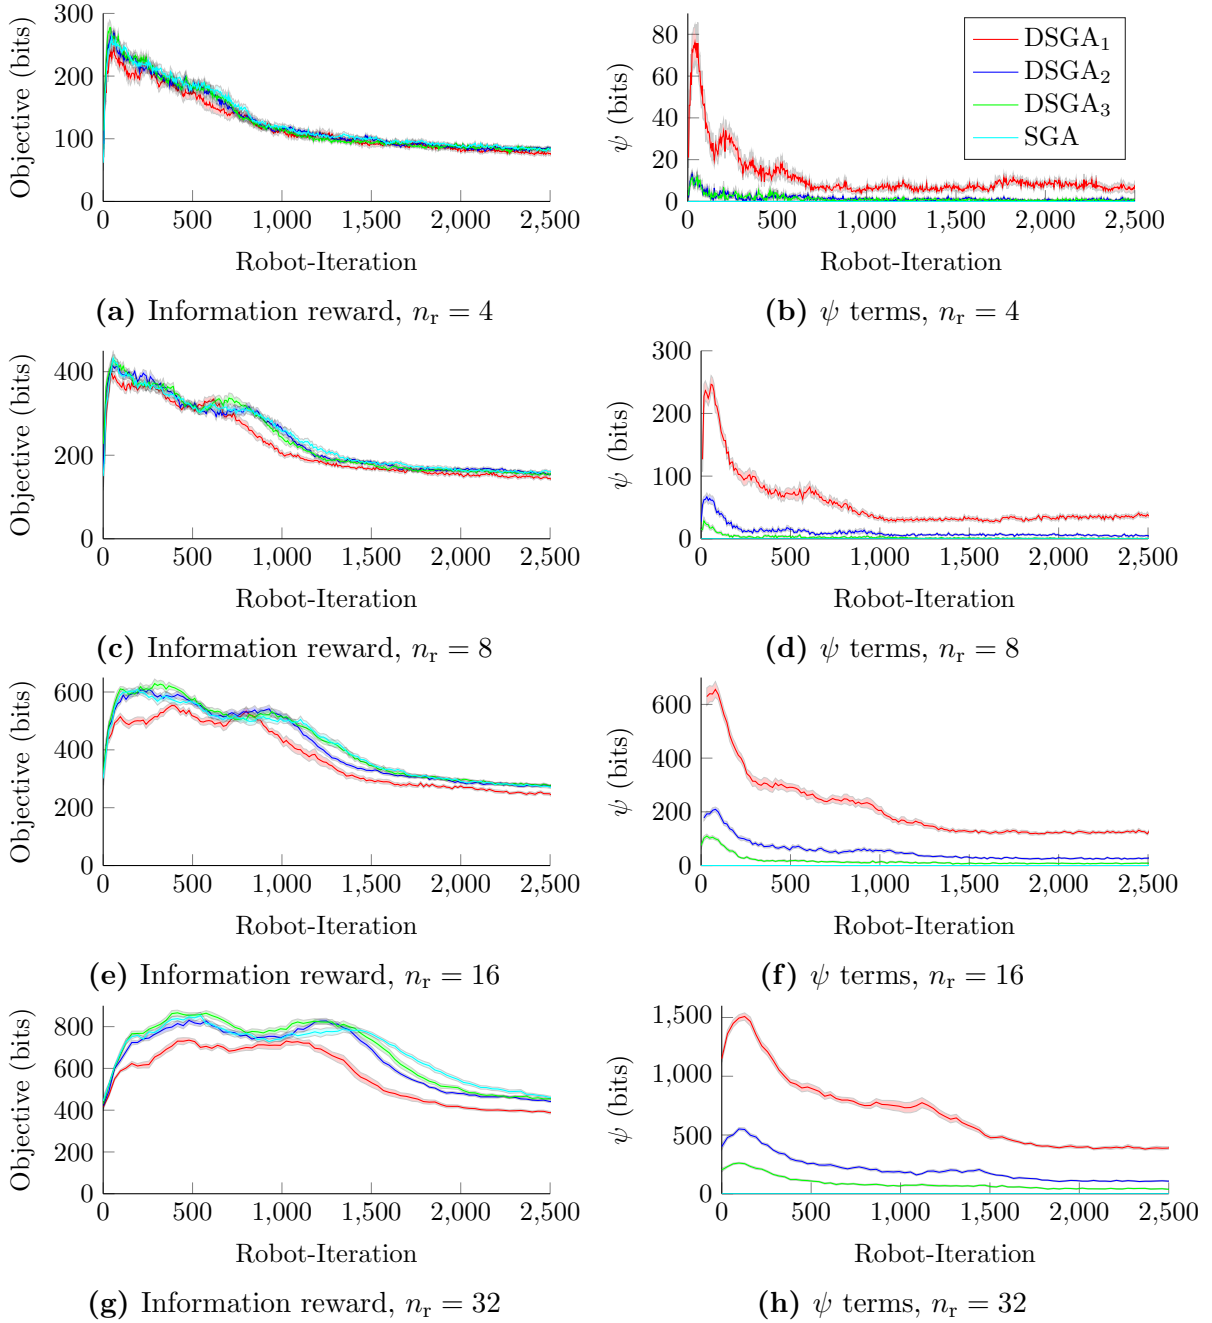 300
200
100
0
Objective (bits)
0
500
1,000
1,500
2,000
2,500
Robot-Iteration
(a) Information reward, nr = 4
80
60
40
20
0
ψ (bits)
0
500
1,000
1,500
2,000
2,500
Robot-Iteration
DSGA1
DSGA2
DSGA3
SGA
(b) ψ terms, nr = 4
400
200
0
Objective (bits)
0
500
1,000
1,500
2,000
2,500
Robot-Iteration
(c) Information reward, nr = 8
300
200
100
0
ψ (bits)
0
500
1,000
1,500
2,000
2,500
Robot-Iteration
(d) ψ terms, nr = 8
600
400
200
0
Objective (bits)
0
500
1,000
1,500
2,000
2,500
Robot-Iteration
(e) Information reward, nr = 16
600
400
200
0
ψ (bits)
0
500
1,000
1,500
2,000
2,500
Robot-Iteration
(f) ψ terms, nr = 16
800
600
400
200
0
Objective (bits)
0
500
1,000
1,500
2,000
2,500
Robot-Iteration
(g) Information reward, nr = 32
1,500
1,000
500
0
ψ (bits)
0
500
1,000
1,500
2,000
2,500
Robot-Iteration
(h) ψ terms, nr = 32